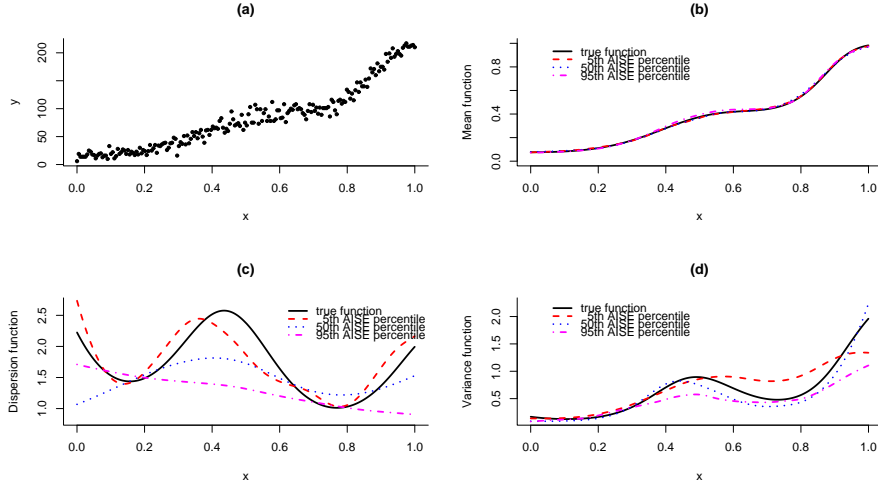 (a)
y
200
150
100
50
0
0.0 0.2 0.4 0.6 0.8 1.0
x
(b)
Mean function
0.8
0.4
0.0
true function
5th AISE percentile
50th AISE percentile
95th AISE percentile
0.0 0.2 0.4 0.6 0.8 1.0
x
(c)
Dispersion function
2.5
2.0
1.5
1.0
true function
5th AISE percentile
50th AISE percentile
95th AISE percentile
0.0 0.2 0.4 0.6 0.8 1.0
x
(d)
Variance function
2.0
1.5
1.0
0.5
true function
5th AISE percentile
50th AISE percentile
95th AISE percentile
0.0 0.2 0.4 0.6 0.8 1.0
x